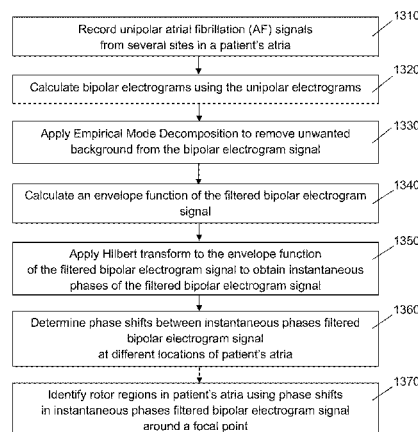 1310
Record unipolar atrial fibrillation (AF) signals
from several sites in a patient's atria
1320
Calculate bipolar electrograms using the unipolar electrograms
1330
Apply Empirical Mode Decomposition to remove unwanted
background from the bipolar electrogram signal
1340
Calculate an envelope function of the filtered bipolar electrogram
signal
1350
Apply Hilbert transform to the envelope function
of the filtered bipolar electrogram signal to obtain instantaneous
phases of the filtered bipolar electrogram signal
1360
Determine phase shifts between instantaneous phases filtered
bipolar electrogram signal
at different locations of patient's atria
1370
Identify rotor regions in patient's atria using phase shifts
in instantaneous phases filtered bipolar electrogram signal
around a focal point